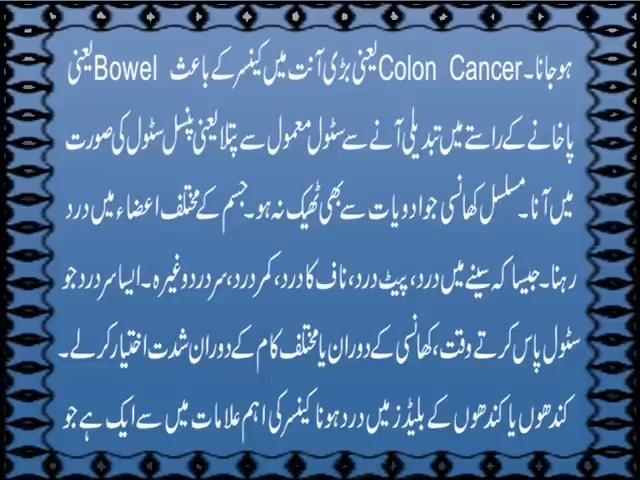 ہوجانا۔ Colon Cancer یعنی بڑی آنت میں کینسر کے باعث Bowel یعنی
پاخانے کے راستے میں تبدیلی آنے سے سٹول معمول سے پتلا یعنی پنسل سٹول کی صورت
میں آنا۔ مسلسل کھانسی جو ادویات سے بھی ٹھیک نہ ہو۔ جسم کے مختلف اعضاء میں درد
رہنا۔ جیسا کہ سینے میں درد، پیٹ درد، ناف کا درد، کمر درد، سر درد وغیرہ۔ ایسا سر درد جو
سٹول پاس کرتے وقت، کھانسی کے دوران یا مختلف کام کے دوران شدت اختیار کر لے۔
کندھوں یا کندھوں کے بلیڈز میں درد ہونا کینسر کی اہم علامات میں سے ایک ہے جو